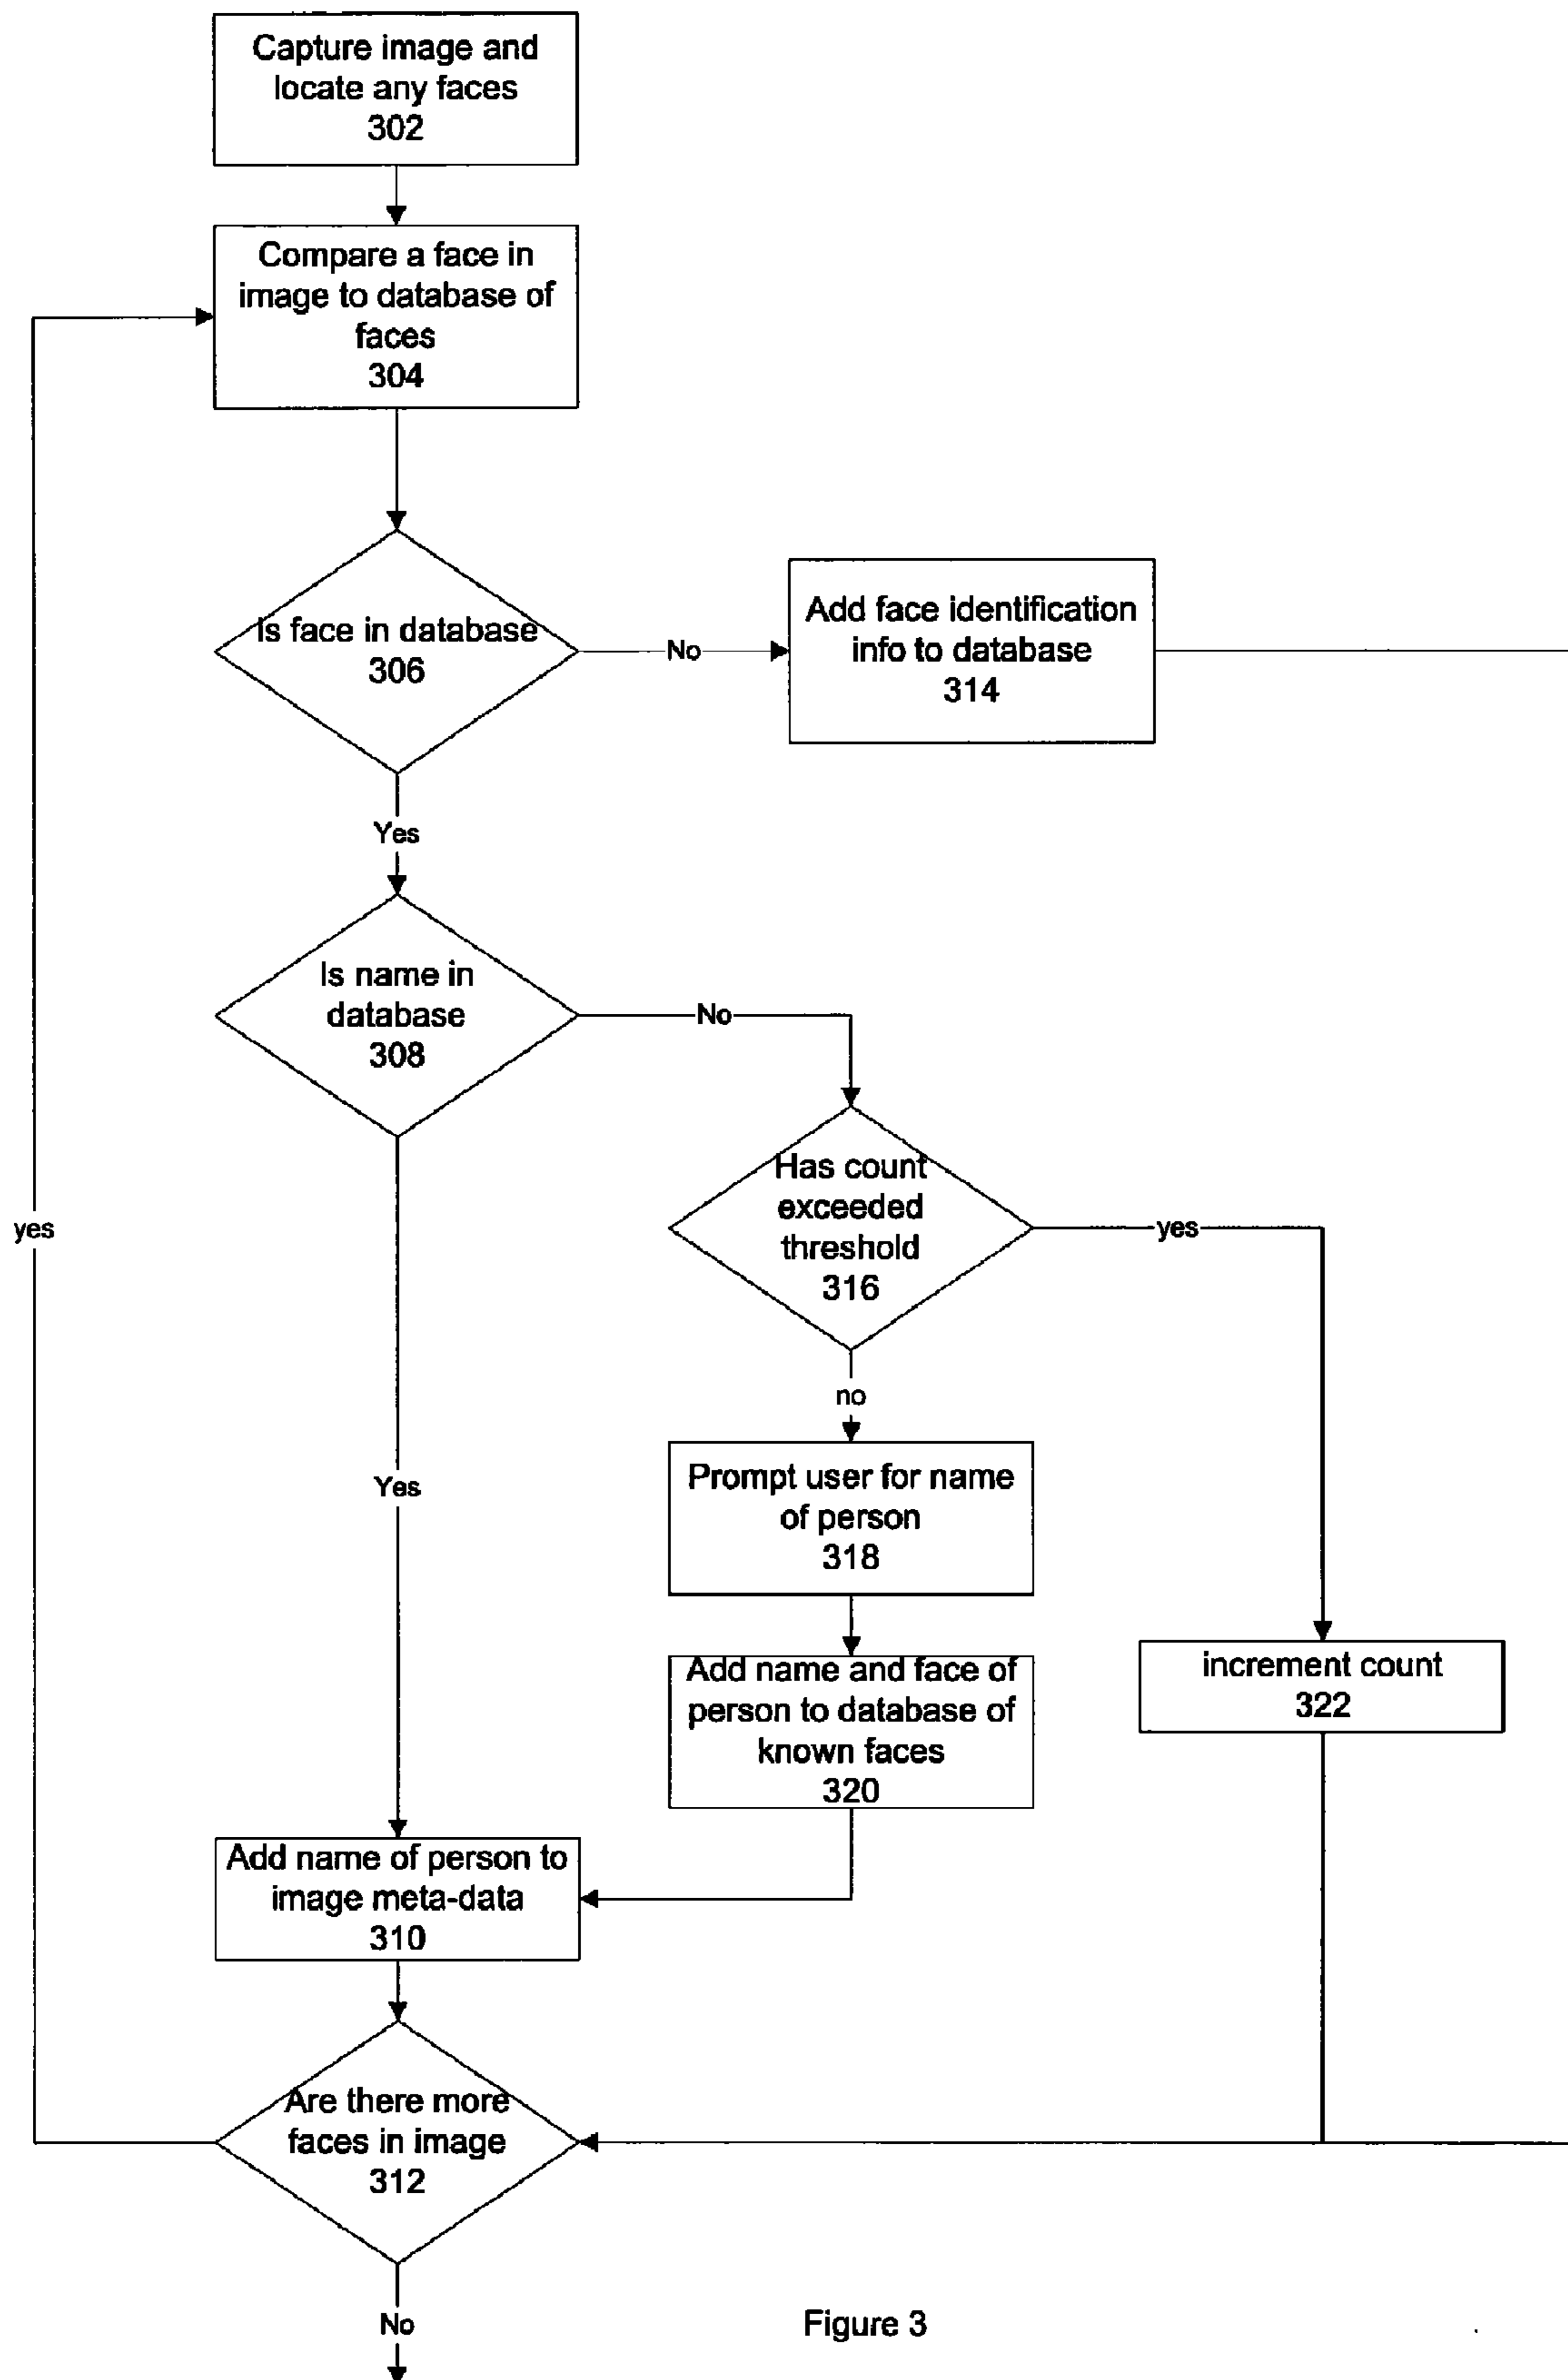 Capture image and
locate any faces
302
Compare a face in
image to database of
faces
304
Is face in database
306
No
Add face identification
info to database
314
Yes
Is name in
database
308
No
Has count
exceeded
threshold
316
yes
yes
no
Prompt user for name
of person
318
Yes
Add name and face of
person to database of
known faces
320
increment count
322
Add name of person to
image meta-data
310
Are there more
faces in image
312
No
Figure 3